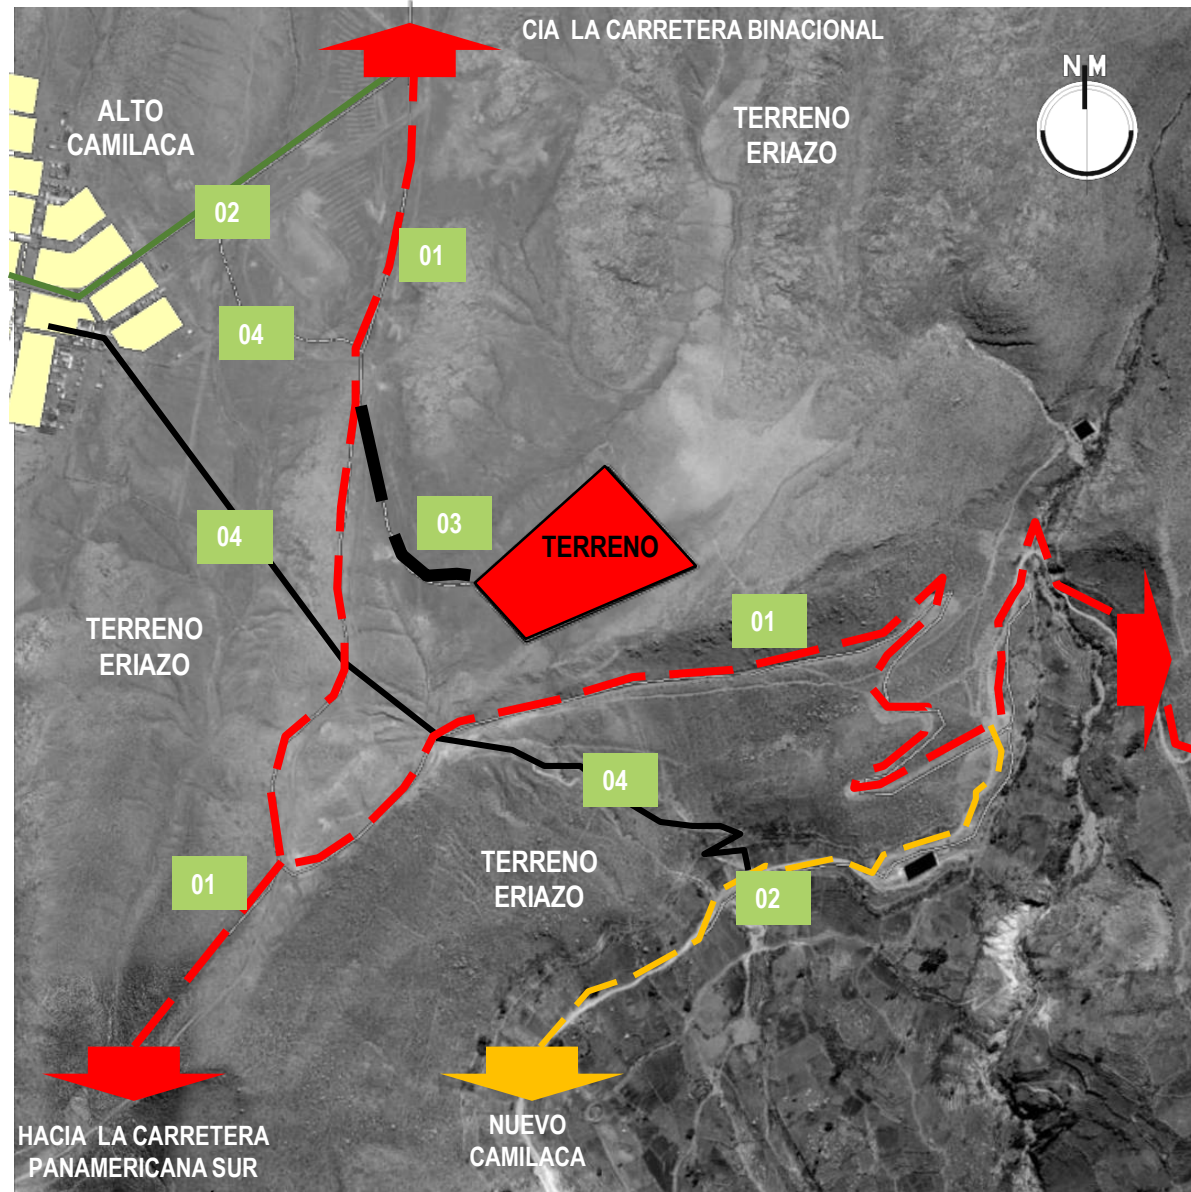 CIA LA CARRETERA BINACIONAL
NM
ALTO
CAMILACA
TERRENO
ERIAZO
02
01
04
03
04
TERRENO
TERRENO
ERIAZO
01
04
TERRENO
ERIAZO
01
02
NUEVO
CAMILACA
HACIA LA CARRETERA
PANAMERICANA SUR